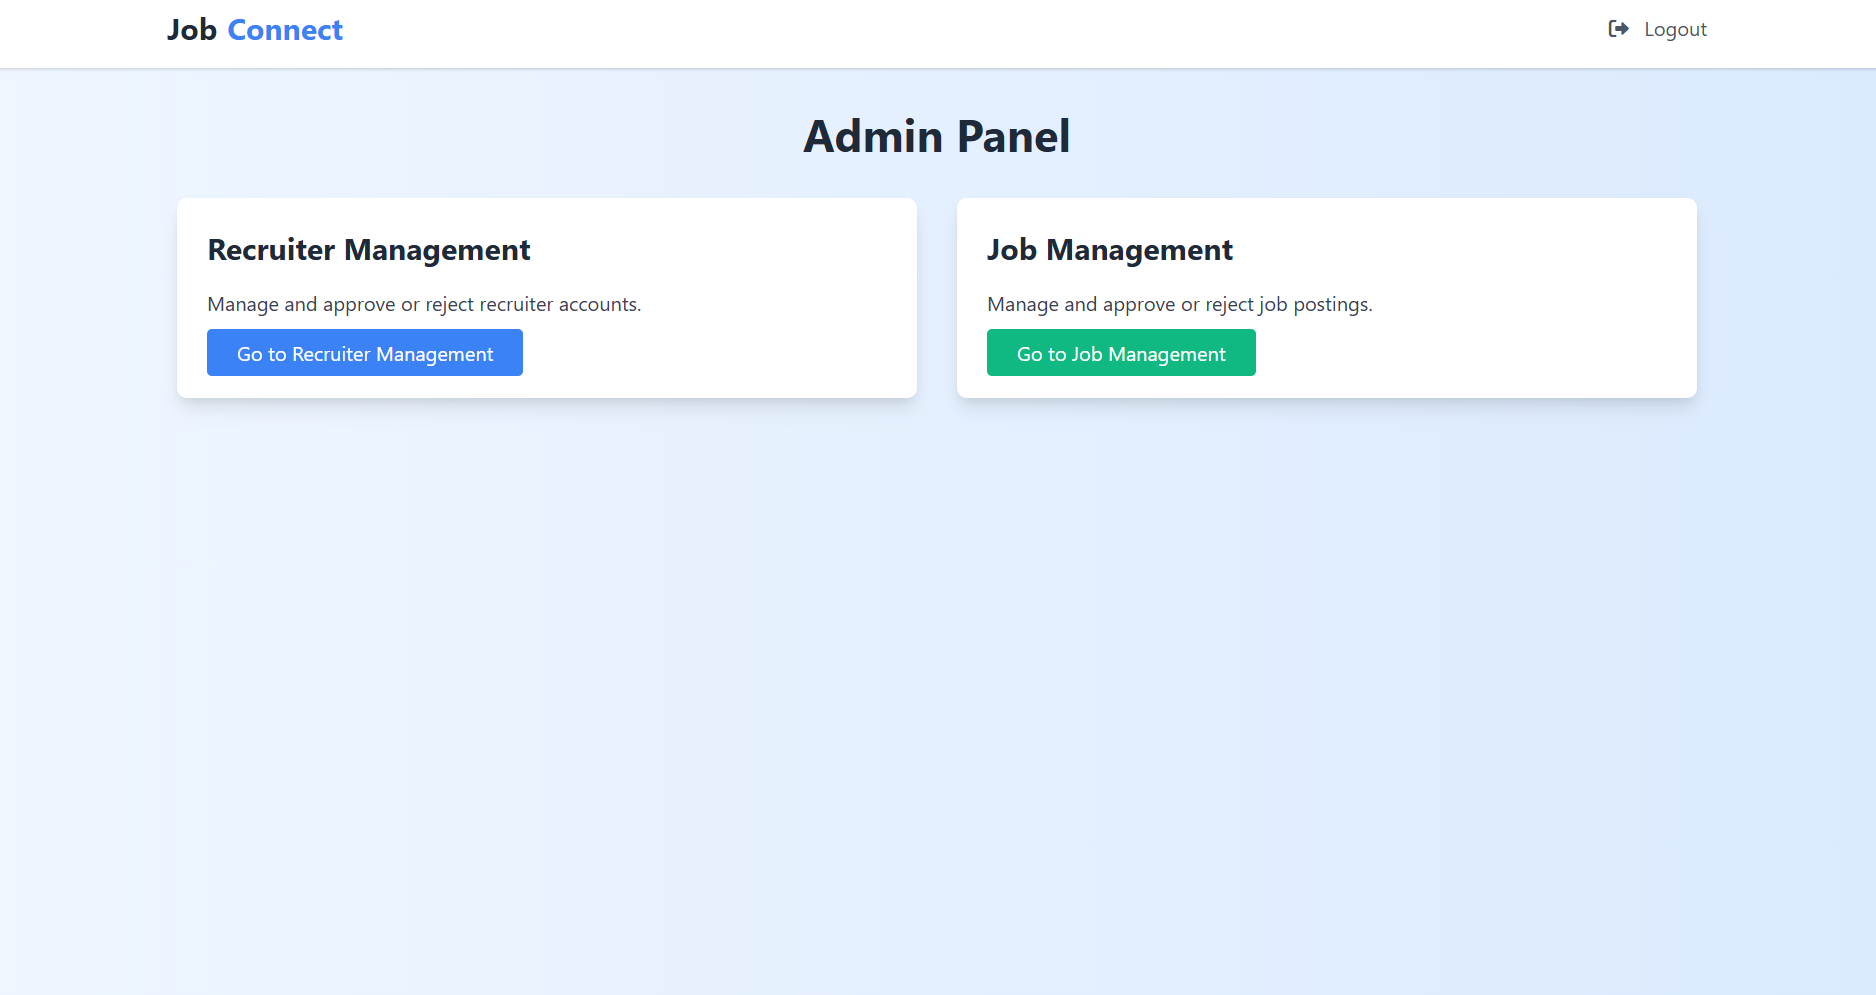 Job Connect
Logout
Admin Panel
Recruiter Management
Manage and approve or reject recruiter accounts.
Go to Recruiter Management
Job Management
Manage and approve or reject job postings.
Go to Job Management